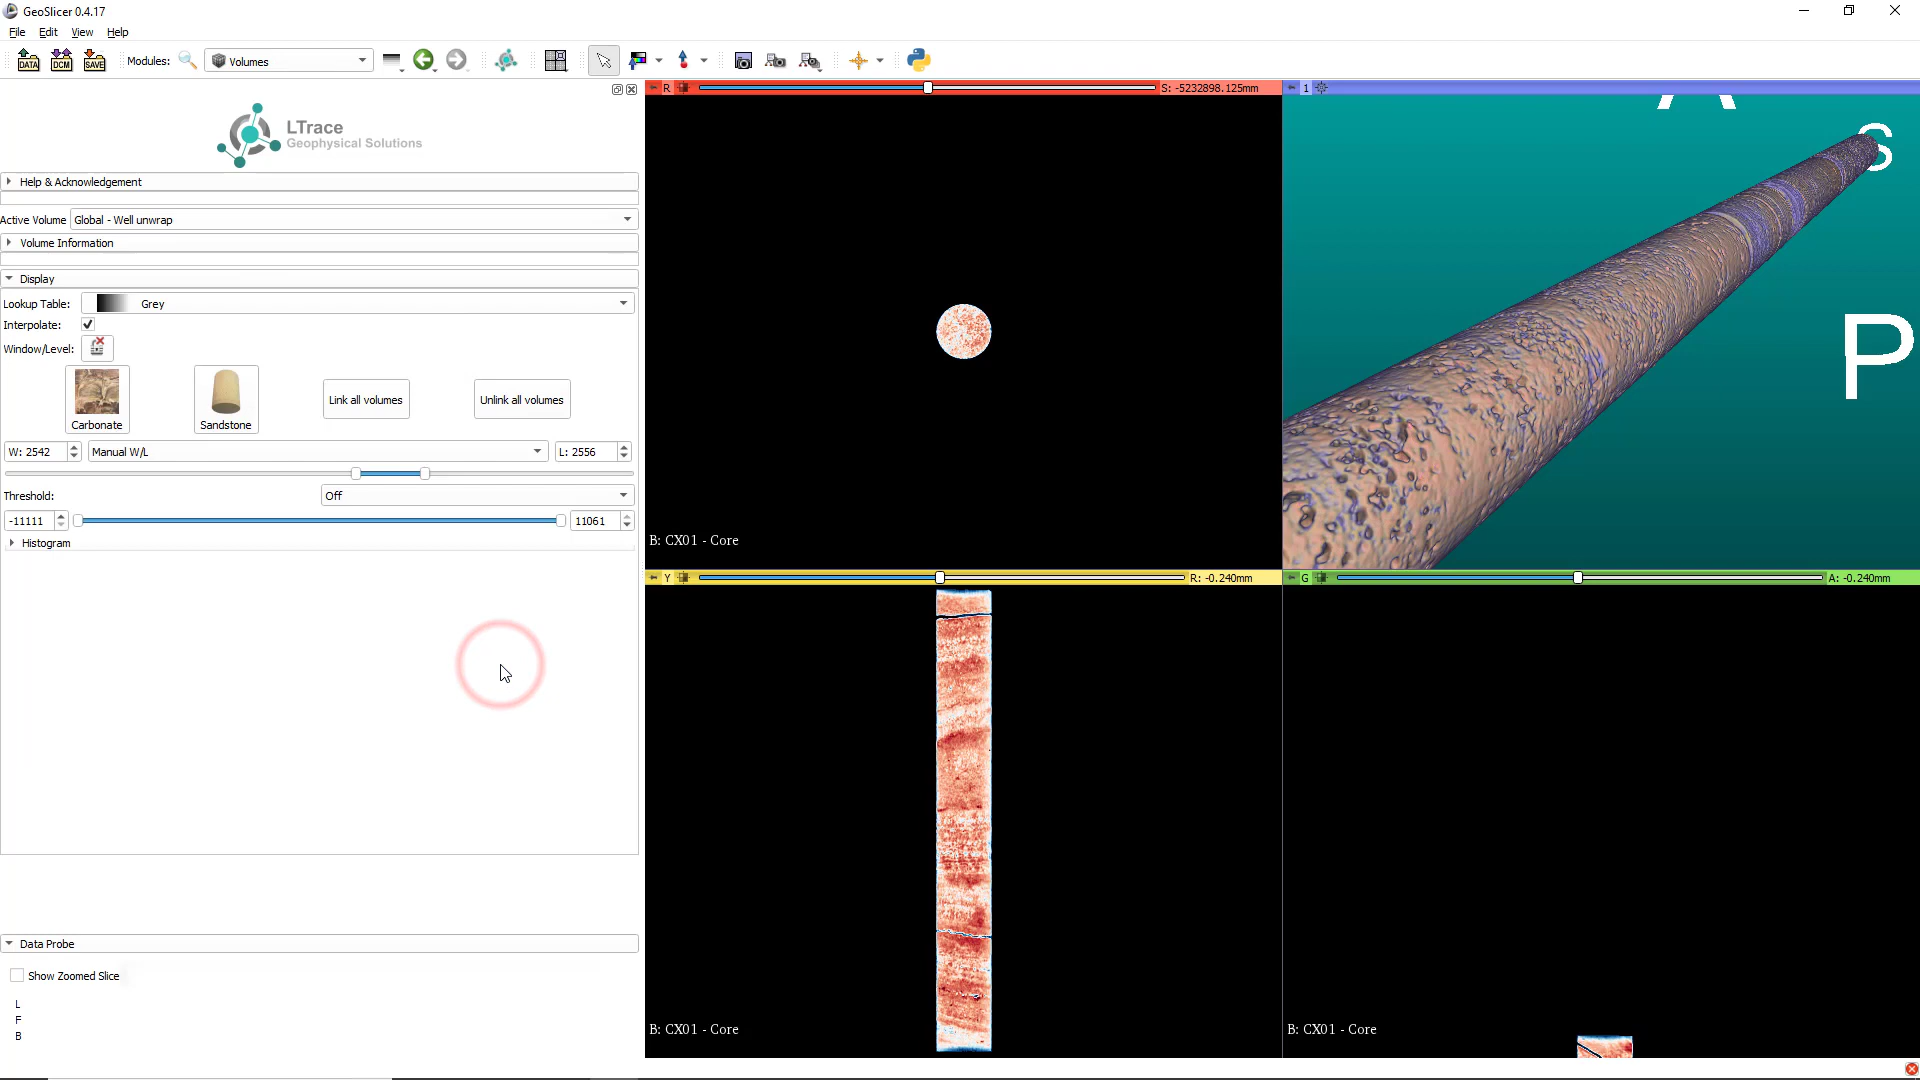 GeoSlicer 0.4.17
File Edit View Help
DATA DCM SAVE Modules: Volumes
R S: -5232898.125mm 1
LTrace
Geophysical Solutions
Help & Acknowledgement
Active Volume Global - Well unwrap
Volume Information
Display
Lookup Table: Grey
Interpolate:
Window/Level:
Carbonate Sandstone Link all volumes Unlink all volumes
W: 2542 Manual W/L L: 2556
Threshold: Off
-11111 11061
Histogram
B: CX01 - Core
S
P
Y R: -0.240mm G A: -0.240mm
Data Probe
Show Zoomed Slice
L
F
B
B: CX01 - Core B: CX01 - Core